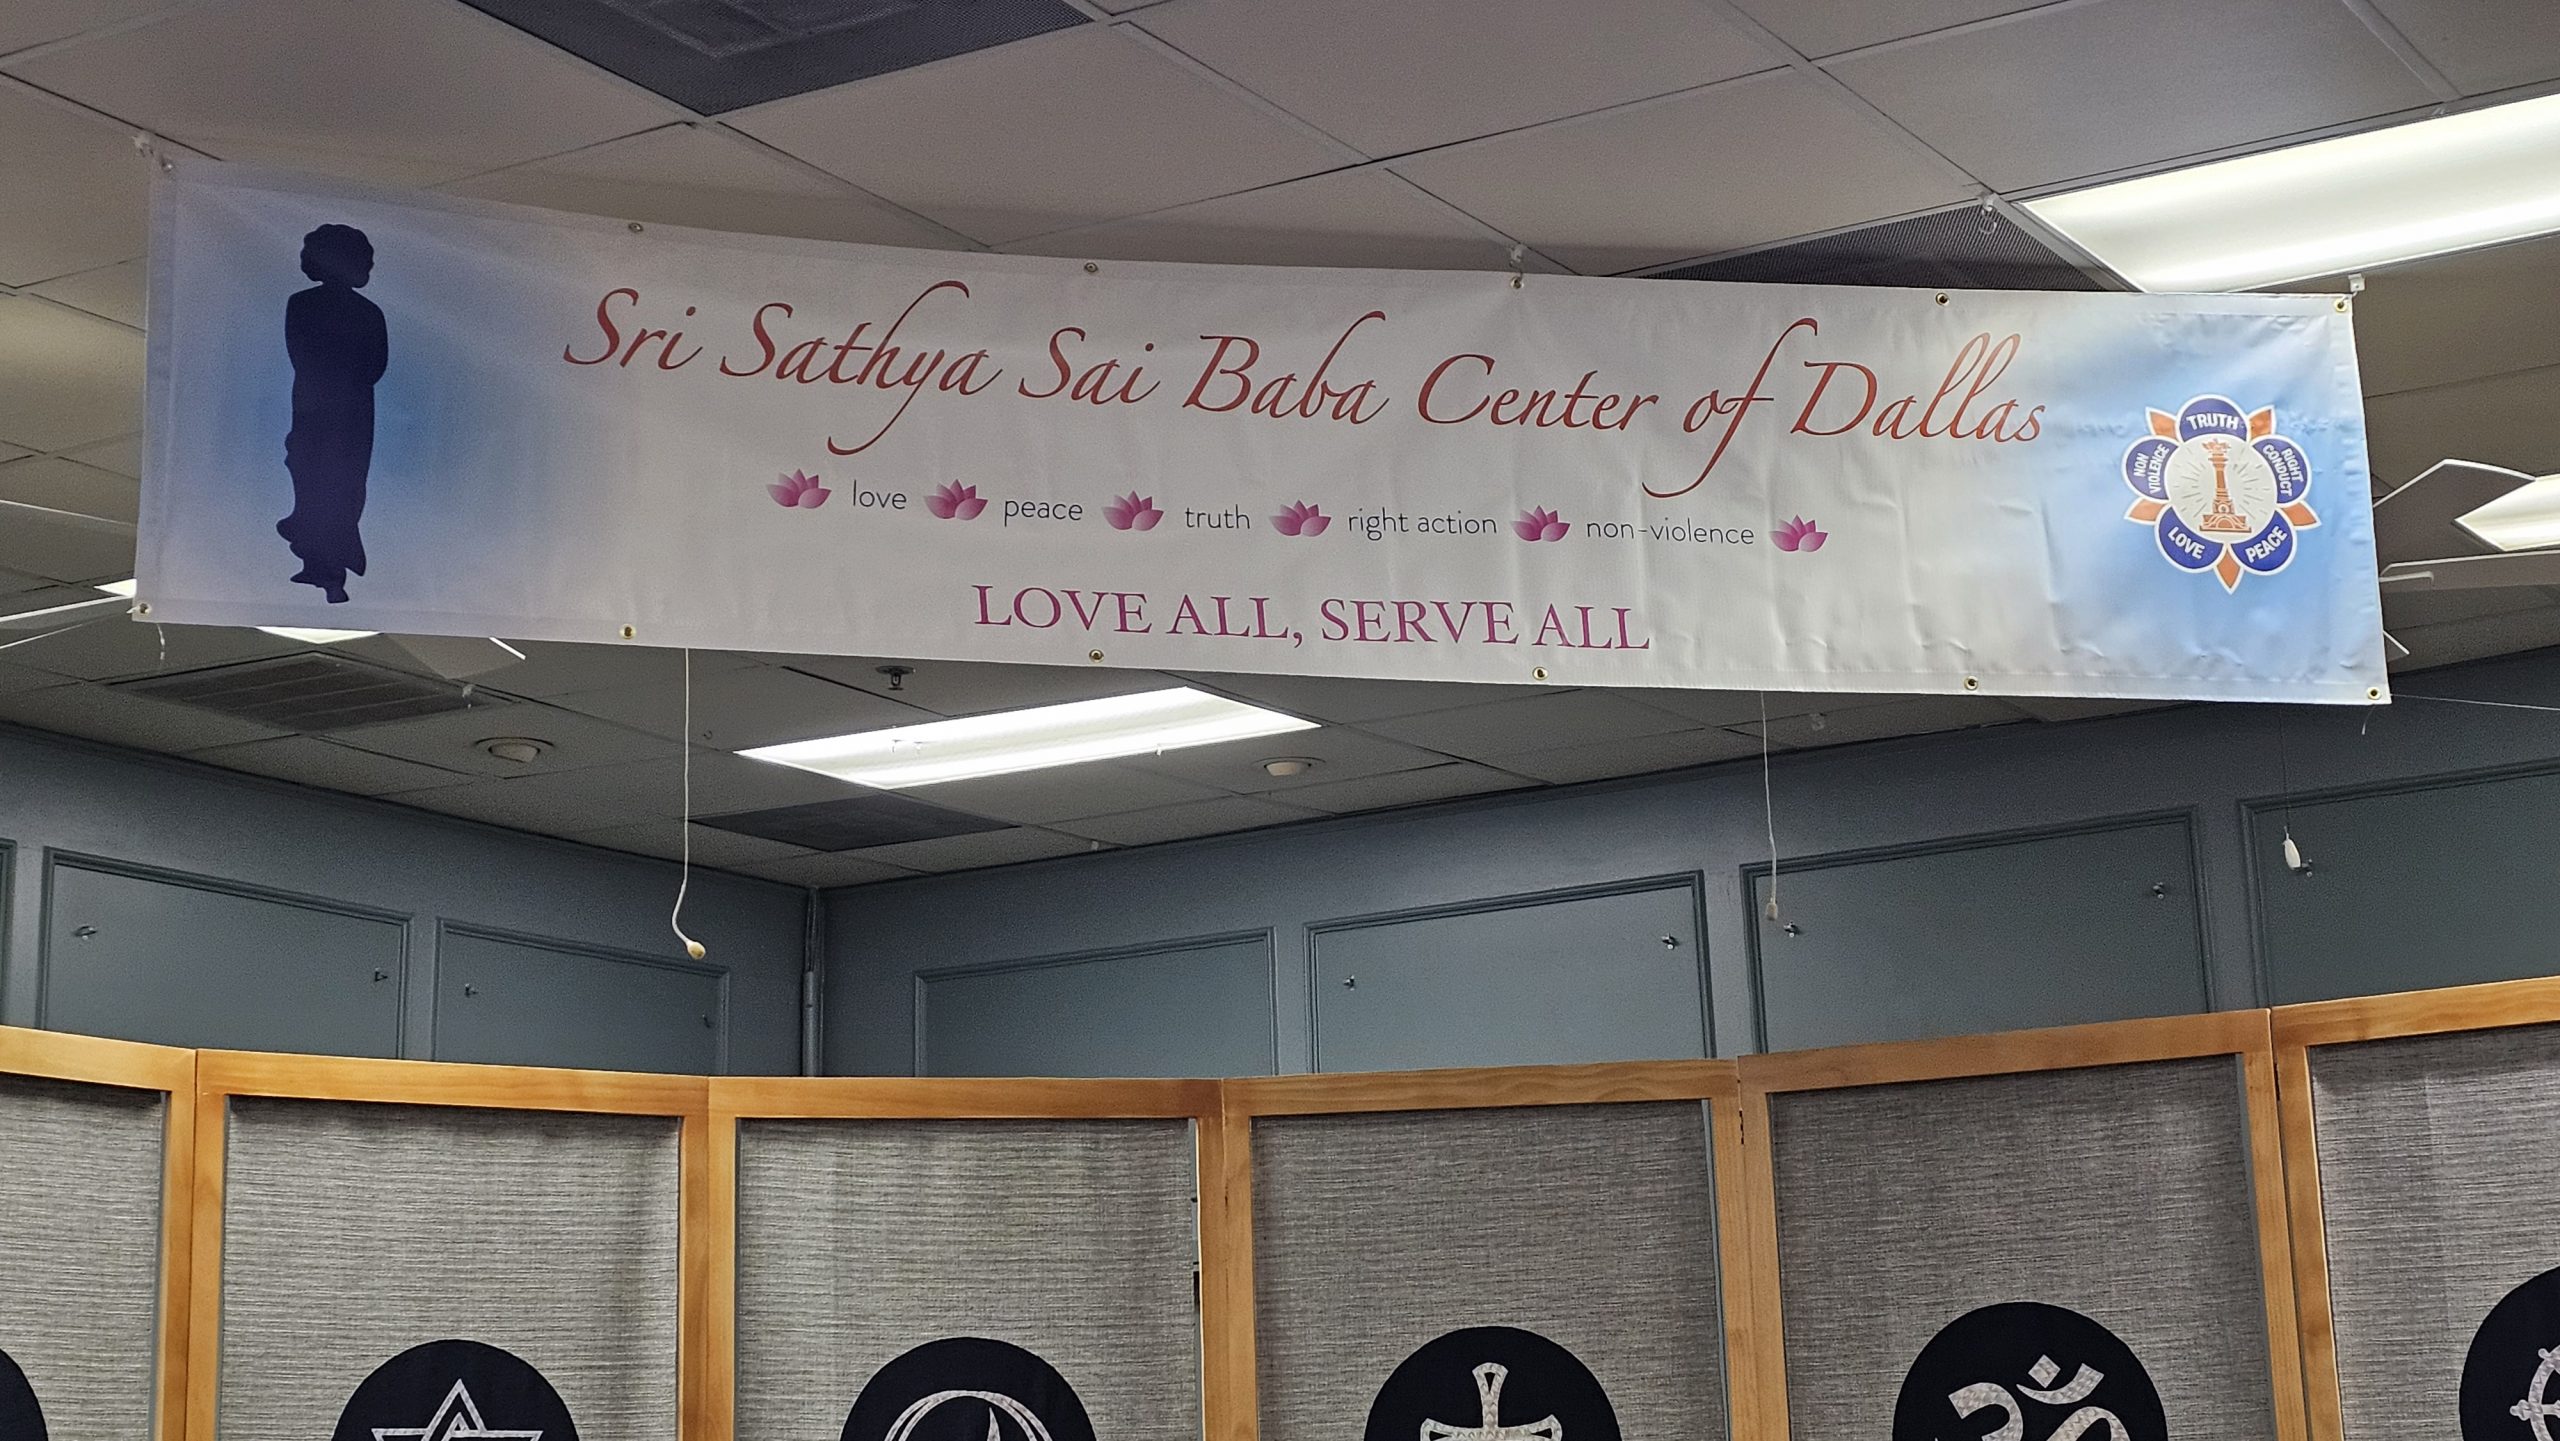 Sri Sathya Sai Baba Center of Dallas
love peace truth right action non-violence
LOVE ALL, SERVE ALL
TRUTH
RIGHT CONDUCT
PEACE
LOVE
NON VIOLENCE